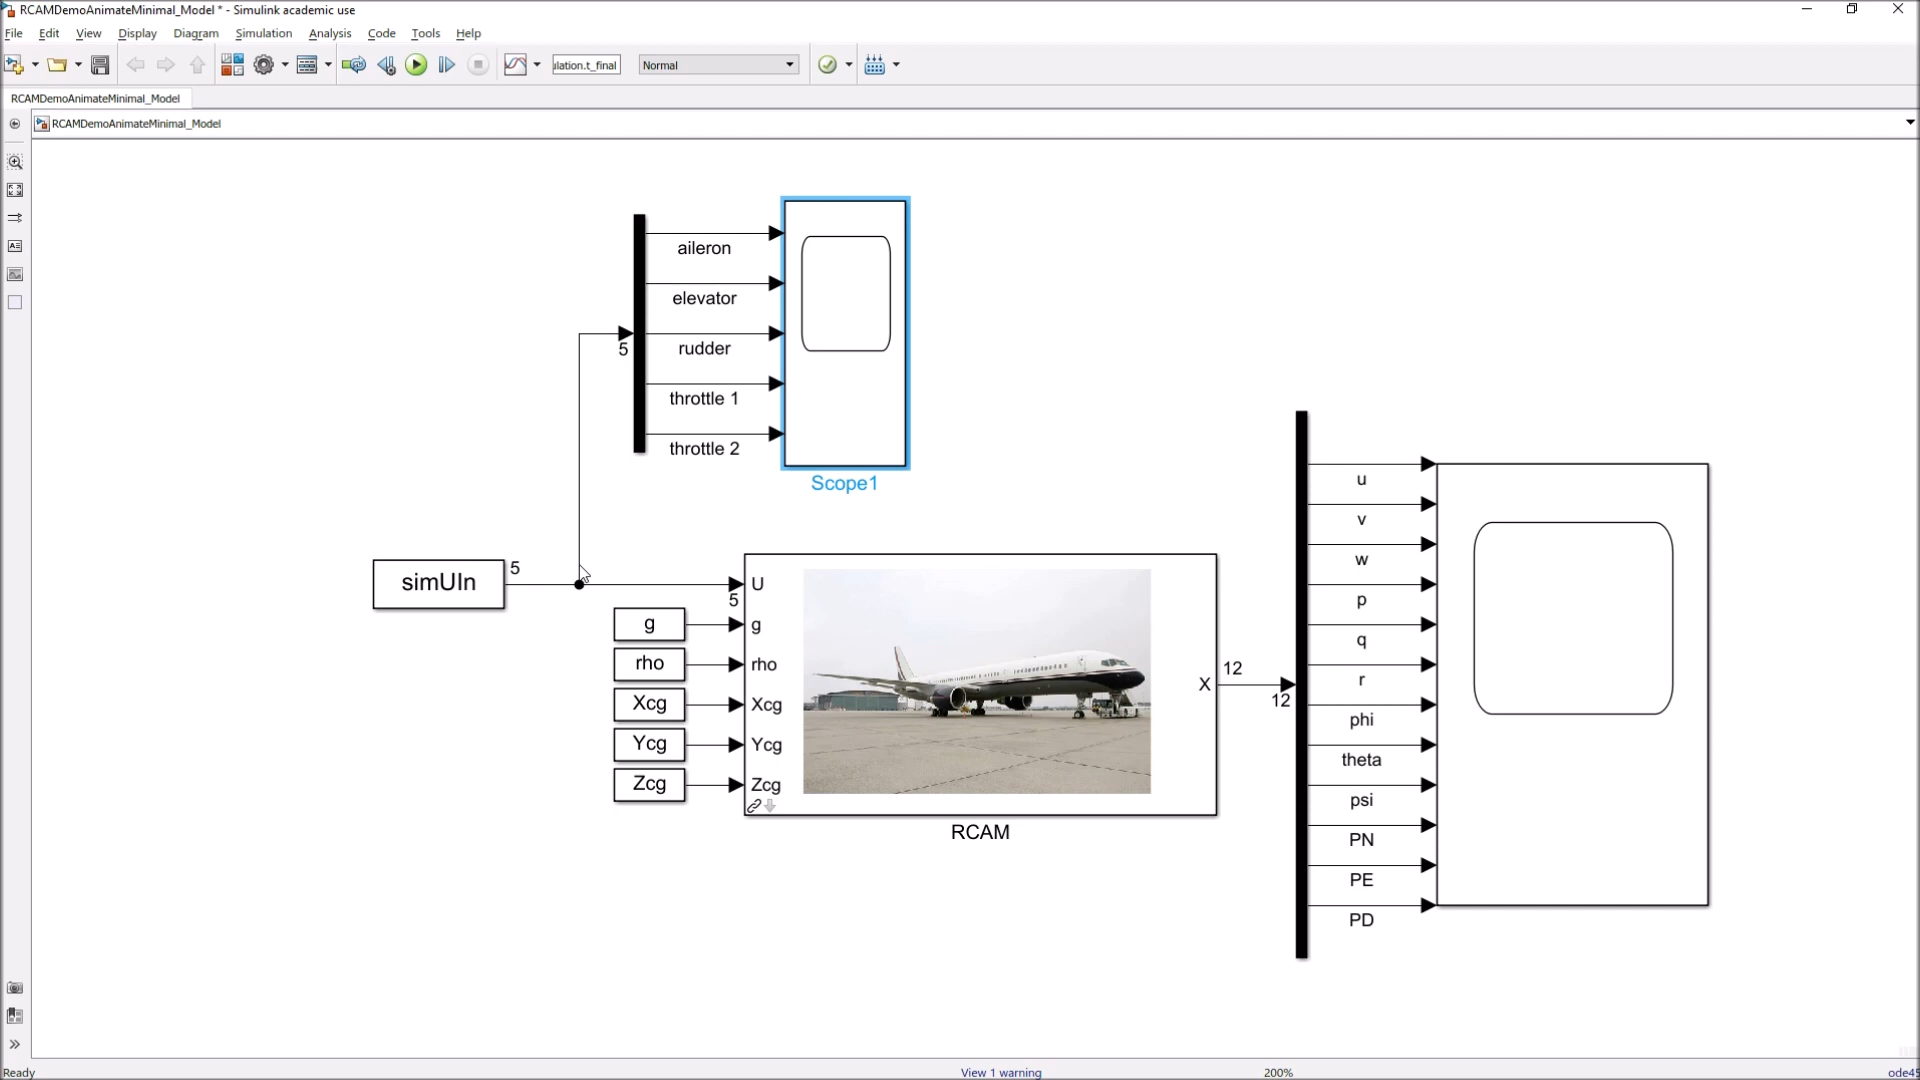 RCAMDemoAnimateMinimal_Model * - Simulink academic use
File Edit View Display Diagram Simulation Analysis Code Tools Help
ılation.t_final Normal
RCAMDemoAnimateMinimal_Model
RCAMDemoAnimateMinimal_Model
aileron
elevator
5 rudder
throttle 1
throttle 2
Scope1
simUIn 5
U
5
g g
rho rho
Xcg Xcg
Ycg Ycg
Zcg Zcg
RCAM
X 12
12
u
v
w
p
q
r
phi
theta
psi
PN
PE
PD
Ready View 1 warning 200% ode45